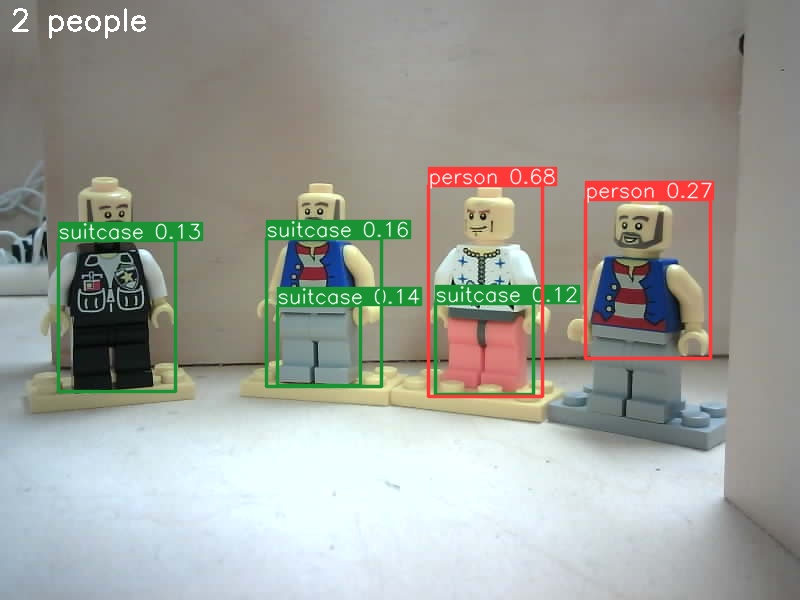 2 people
person 0.68
person 0.27
suitcase 0.13
suitcase 0.16
suitcase 0.14
suitcase 0.12